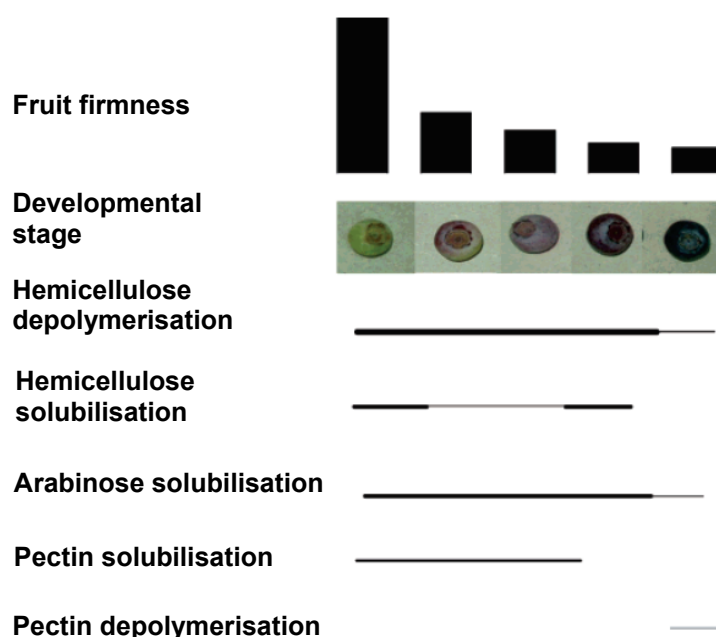 Fruit firmness
Developmental
stage
Hemicellulose
depolymerisation
Hemicellulose
solubilisation
Arabinose solubilisation
Pectin solubilisation
Pectin depolymerisation